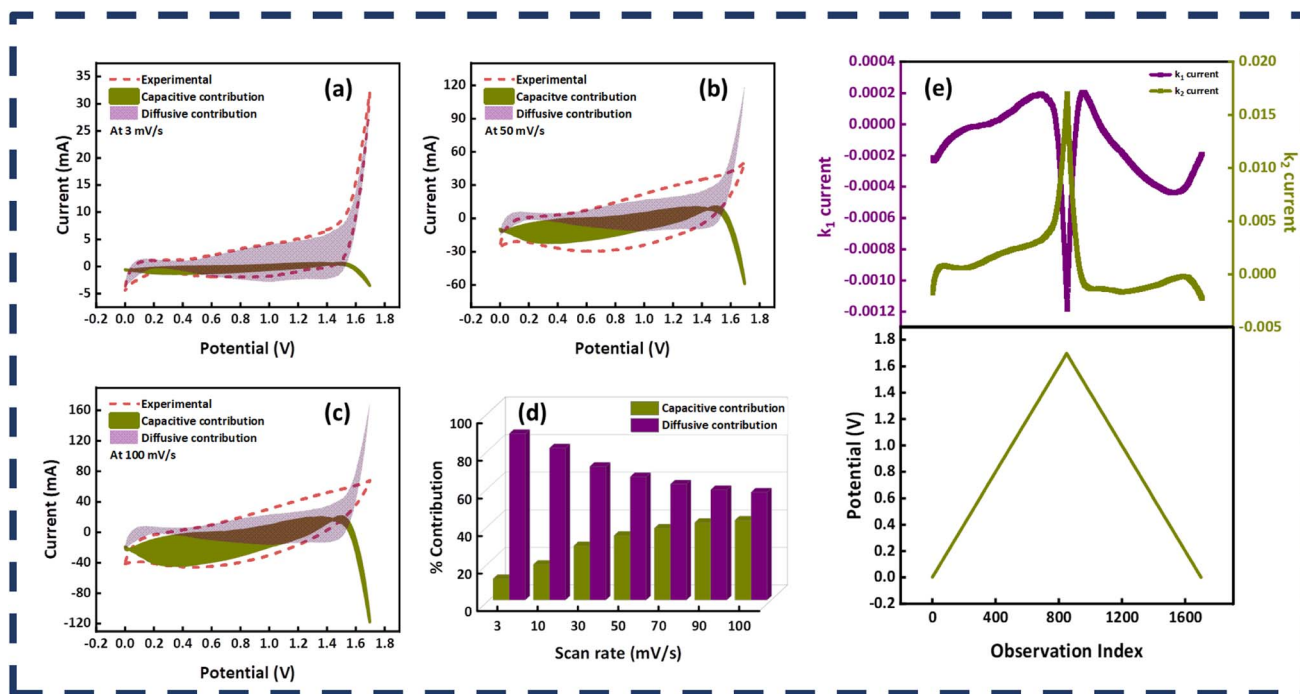 35
30
25
20
15
10
5
0
-5
Current (mA)
Experimental
Capacitive contribution
Diffusive contribution
At 3 mV/s
(a)
-0.2 0.0 0.2 0.4 0.6 0.8 1.0 1.2 1.4 1.6 1.8
Potential (V)
120
90
60
30
0
-30
-60
Current (mA)
Experimental
Capacitive contribution
Diffusive contribution
At 50 mV/s
(b)
-0.2 0.0 0.2 0.4 0.6 0.8 1.0 1.2 1.4 1.6 1.8
Potential (V)
160
120
80
40
0
-40
-80
-120
Current (mA)
Experimental
Capacitive contribution
Diffusive contribution
At 100 mV/s
(c)
-0.2 0.0 0.2 0.4 0.6 0.8 1.0 1.2 1.4 1.6 1.8
Potential (V)
100
80
60
40
20
0
% Contribution
(d)
Capacitive contribution
Diffusive contribution
3 10 30 50 70 90 100
Scan rate (mV/s)
0.0004
0.0002
0.0000
-0.0002
-0.0004
-0.0006
-0.0008
-0.0010
-0.0012
k₁ current
(e)
k₁ current
k₂ current
0.020
0.015
0.010
0.005
0.000
-0.005
k₂ current
1.8
1.6
1.4
1.2
1.0
0.8
0.6
0.4
0.2
0.0
-0.2
Potential (V)
0 400 800 1200 1600
Observation Index